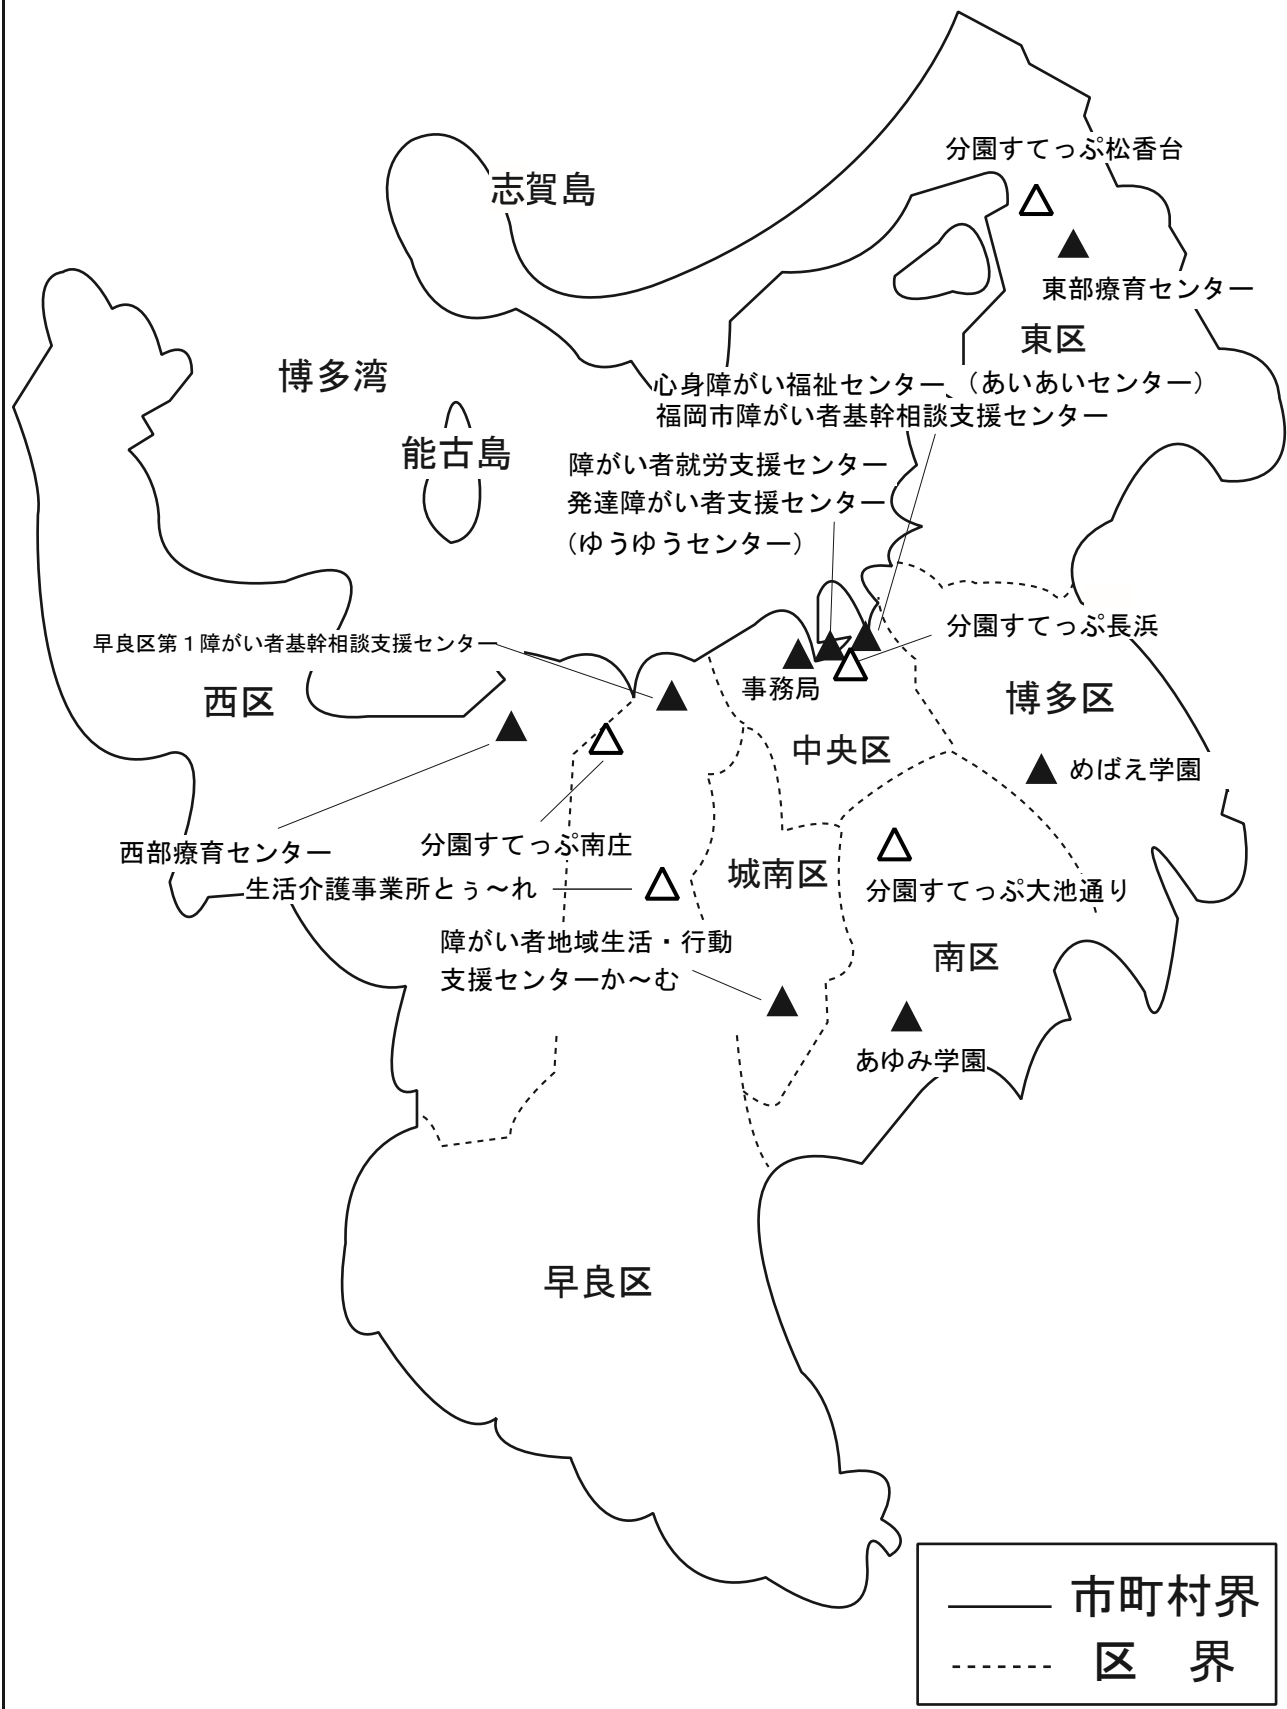 分園すてっぷ松香台
志賀島
東部療育センター
東区
博多湾
心身障がい福祉センター（あいあいセンター）
福岡市障がい者基幹相談支援センター
能古島
障がい者就労支援センター
発達障がい者支援センター
（ゆうゆうセンター）
分園すてっぷ長浜
早良区第１障がい者基幹相談支援センター
事務局
西区
博多区
中央区
めばえ学園
西部療育センター
分園すてっぷ南庄
城南区
生活介護事業所とぅ～れ
分園すてっぷ大池通り
障がい者地域生活・行動
支援センターか～む
南区
あゆみ学園
早良区
市町村界
区　界